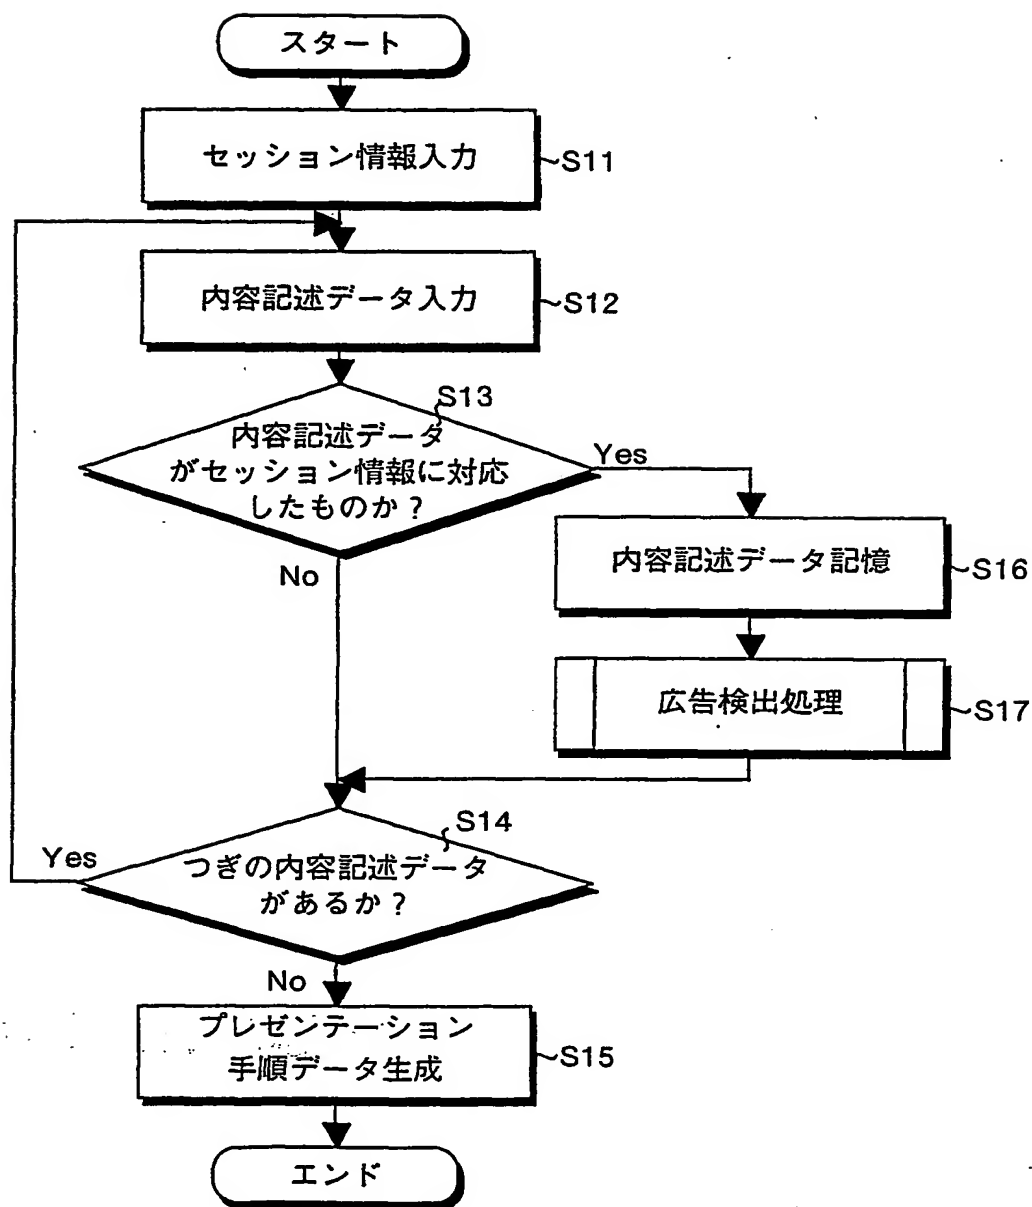 スタート
セッション情報入力
S11
内容記述データ入力
S12
S13
内容記述データ
がセッション情報に対応
したものか？
Yes
No
内容記述データ記憶
S16
広告検出処理
S17
S14
つぎの内容記述データ
があるか？
Yes
No
プレゼンテーション
手順データ生成
S15
エンド